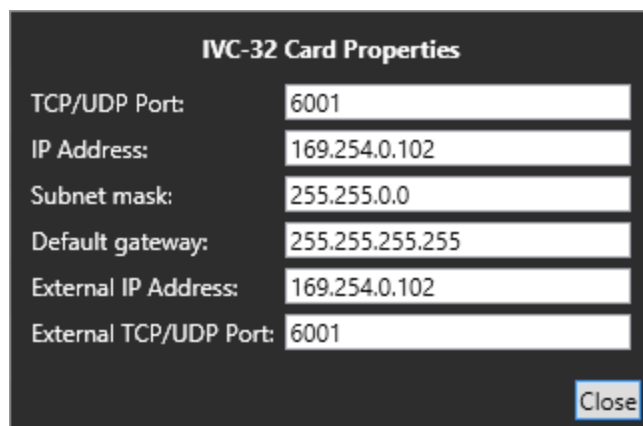 IVC-32 Card Properties
TCP/UDP Port: 6001
IP Address: 169.254.0.102
Subnet mask: 255.255.0.0
Default gateway: 255.255.255.255
External IP Address: 169.254.0.102
External TCP/UDP Port: 6001
Close